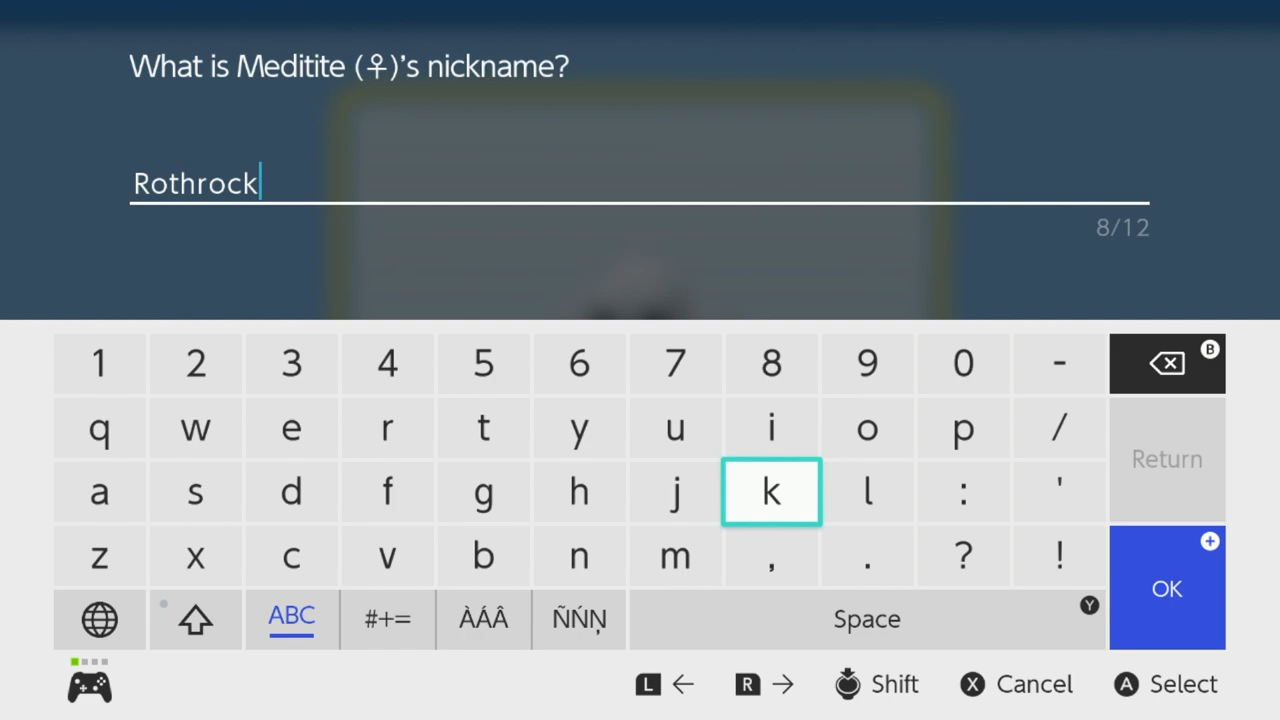 What is Meditite (♀)'s nickname?
Rothrock
8/12
1 2 3 4 5 6 7 8 9 0 - B
q w e r t y u i o p / Return
a s d f g h j k l : '
z x c v b n m , . ? ! +
ABC #+= ÀÁÂ ÑŃŅ Space Y OK
L ← R → Shift X Cancel A Select